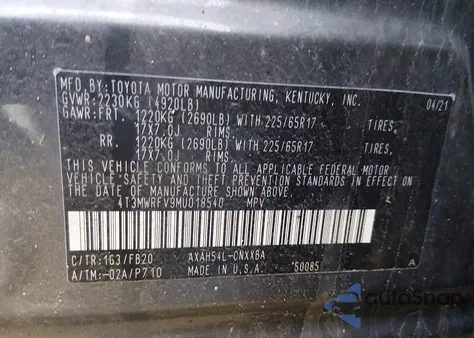 MFD.BY:TOYOTA MOTOR MANUFACTURING, KENTUCKY, INC. 04/21
GVWR:2230KG (4920LB)
GAWR:FRT. 1220KG (2690LB) WITH 225/65R17 TIRES,
17X7.0J RIMS,
RR. 1220KG (2690LB) WITH 225/65R17 TIRES,
17X7.0J RIMS,
THIS VEHICLE CONFORMS TO ALL APPLICABLE FEDERAL MOTOR
VEHICLE SAFETY AND THEFT PREVENTION STANDARDS IN EFFECT ON
THE DATE OF MANUFACTURE SHOWN ABOVE.
4T3MWRFV9MU018540 MPV
C/TR:1G3/FB20 AXAH54L-CNXXBA
A/TM:-02A/P710 MADE IN U.S.A. S0085 A
autoSnap